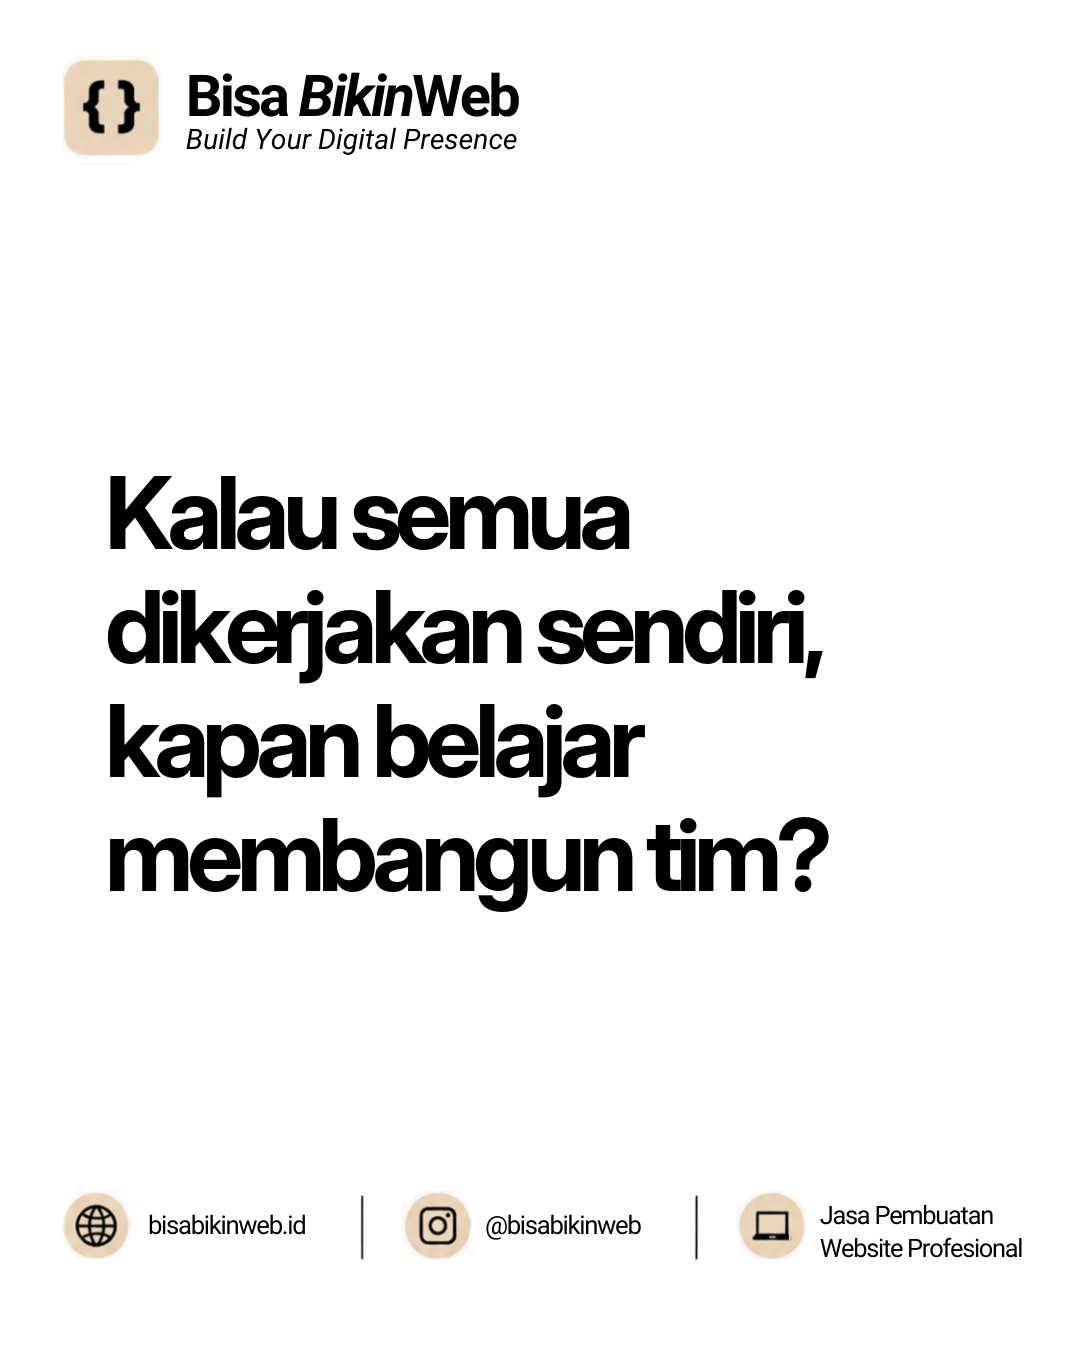 { }
Bisa BikinWeb
Build Your Digital Presence
Kalau semua
dikerjakan sendiri,
kapan belajar
membangun tim?
bisabikinweb.id
@bisabikinweb
Jasa Pembuatan
Website Profesional